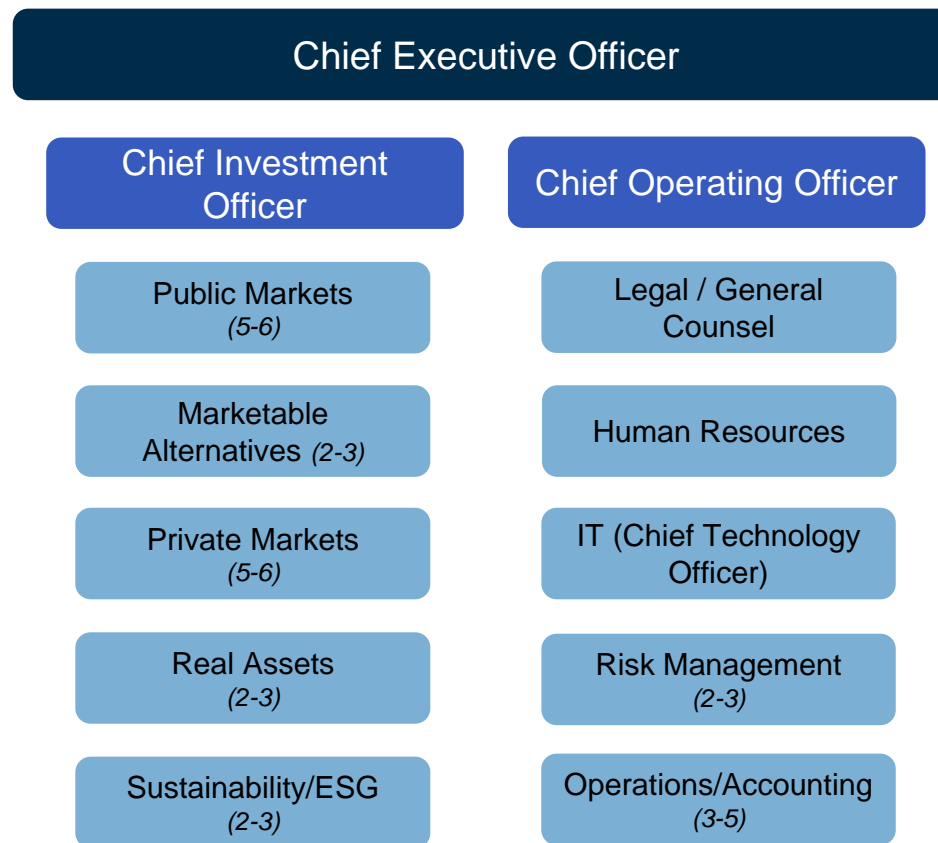 Chief Executive Officer
Chief Investment
Officer
Public Markets
(5-6)
Marketable
Alternatives (2-3)
Private Markets
(5-6)
Real Assets
(2-3)
Sustainability/ESG
(2-3)
Chief Operating Officer
Legal / General
Counsel
Human Resources
IT (Chief Technology
Officer)
Risk Management
(2-3)
Operations/Accounting
(3-5)